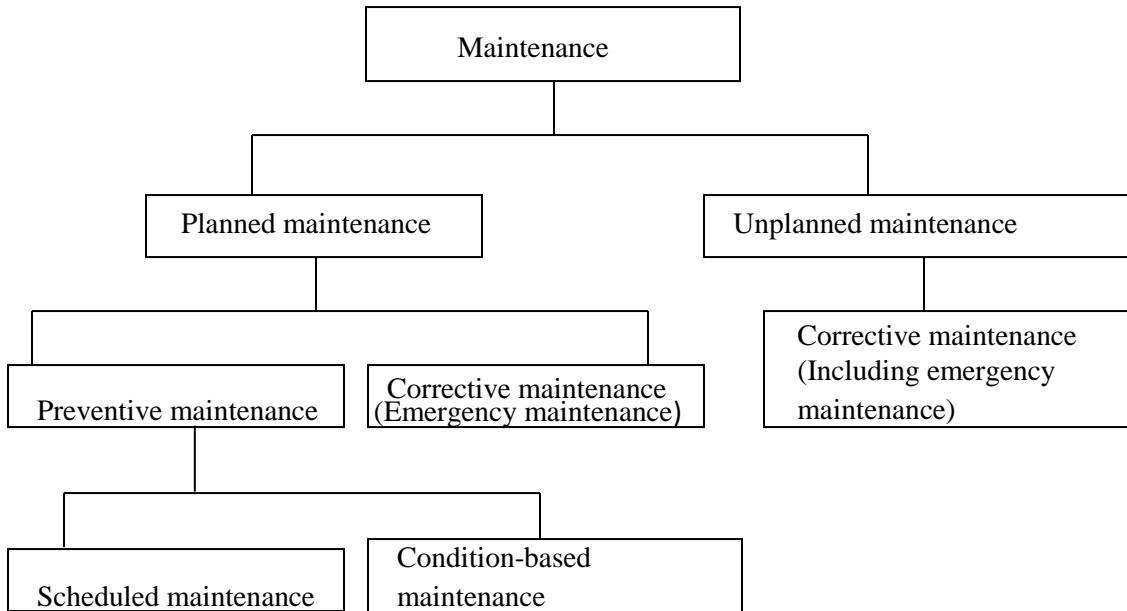 Maintenance
Planned maintenance
Unplanned maintenance
Preventive maintenance
Corrective maintenance
(Emergency maintenance)
Corrective maintenance
(Including emergency
maintenance)
Scheduled maintenance
Condition-based
maintenance